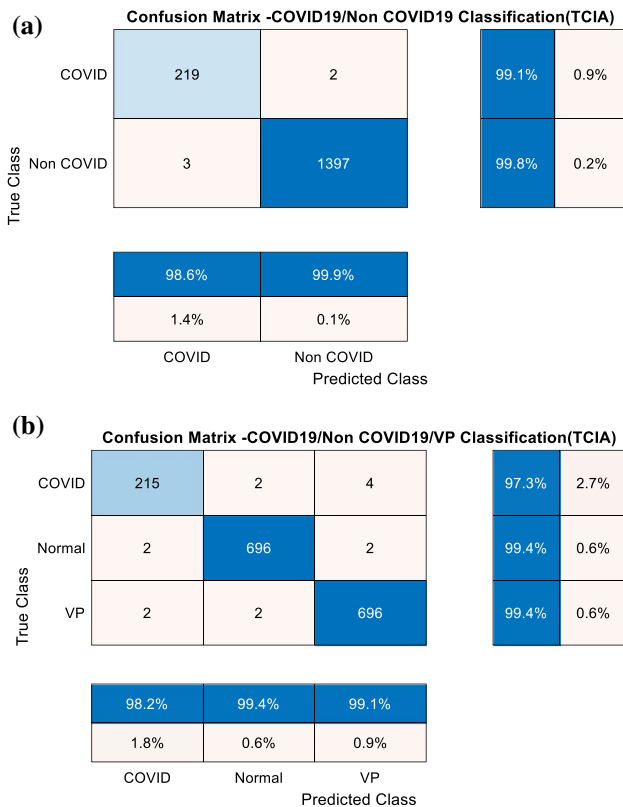 (a)
Confusion Matrix -COVID19/Non COVID19 Classification(TCIA)
COVID 219 2 99.1% 0.9%
Non COVID 3 1397 99.8% 0.2%
True Class
98.6% 99.9%
1.4% 0.1%
COVID Non COVID
Predicted Class
(b)
Confusion Matrix -COVID19/Non COVID19/VP Classification(TCIA)
COVID 215 2 4 97.3% 2.7%
Normal 2 696 2 99.4% 0.6%
VP 2 2 696 99.4% 0.6%
True Class
98.2% 99.4% 99.1%
1.8% 0.6% 0.9%
COVID Normal VP
Predicted Class